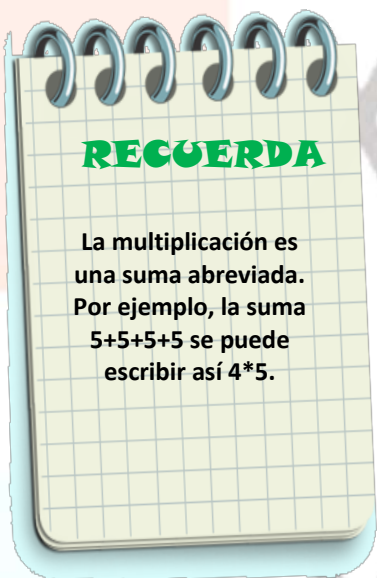 RECUERDA
La multiplicación es
una suma abreviada.
Por ejemplo, la suma
5+5+5+5 se puede
escribir así 4*5.